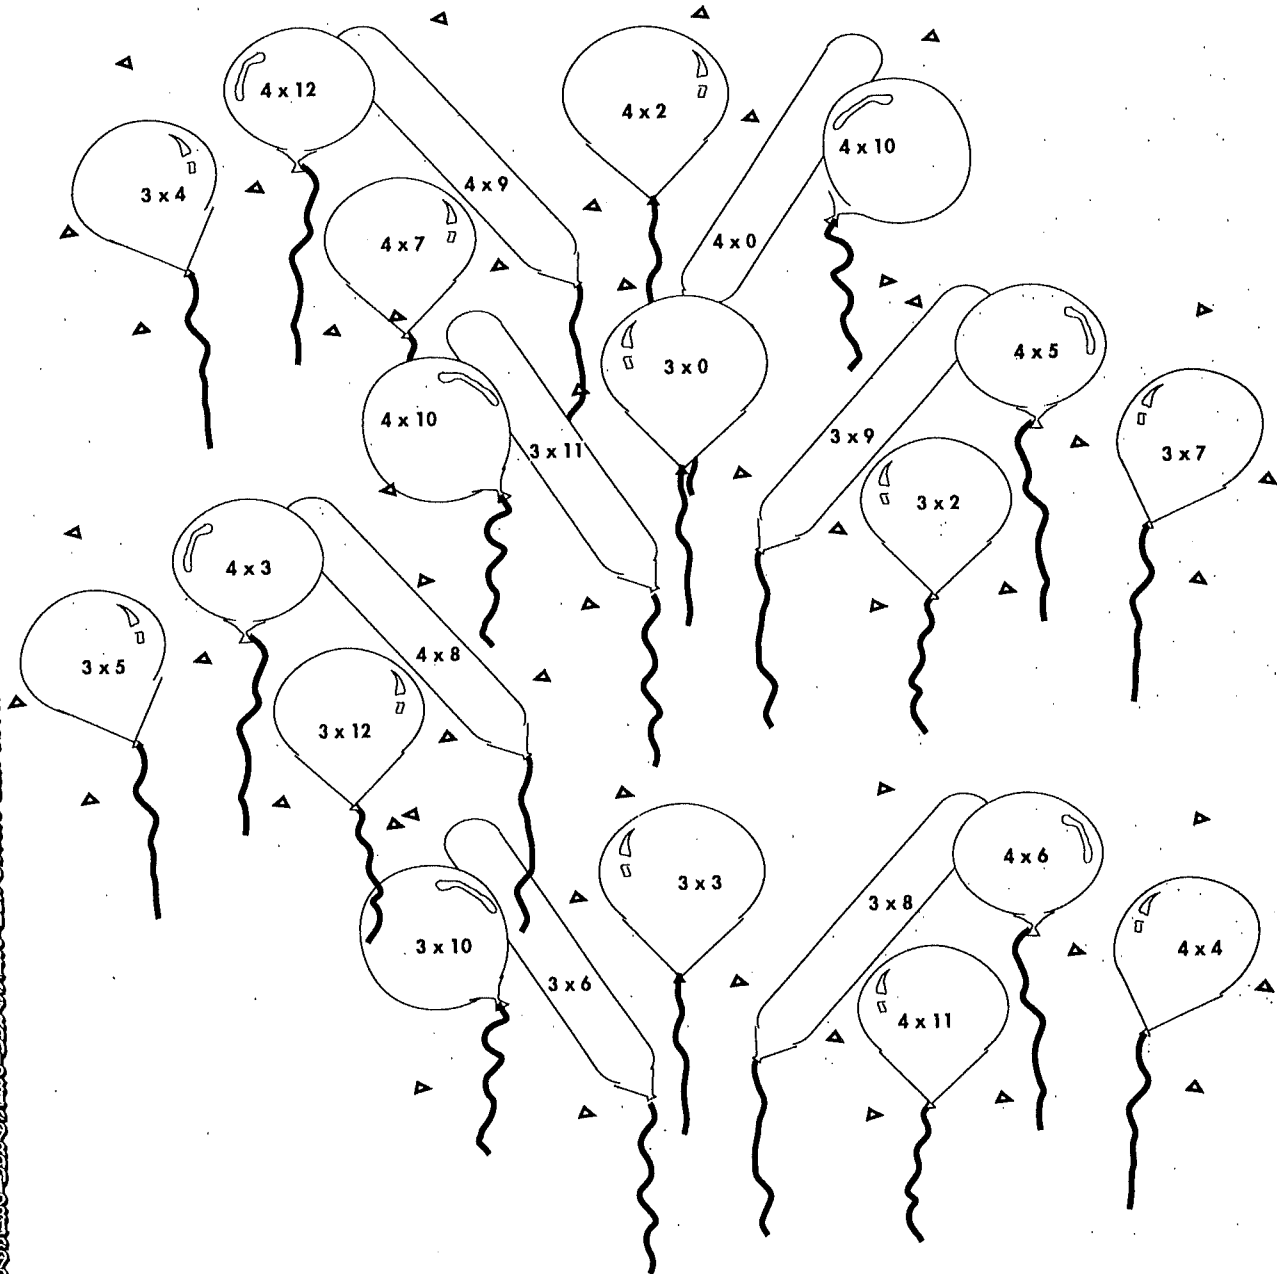 4 x 12
4 x 2
4 x 10
3 x 4
4 x 9
4 x 7
4 x 0
4 x 5
3 x 0
4 x 10
3 x 11
3 x 9
3 x 7
3 x 2
4 x 3
4 x 8
3 x 5
3 x 12
4 x 6
3 x 3
3 x 8
3 x 10
4 x 4
3 x 6
4 x 11